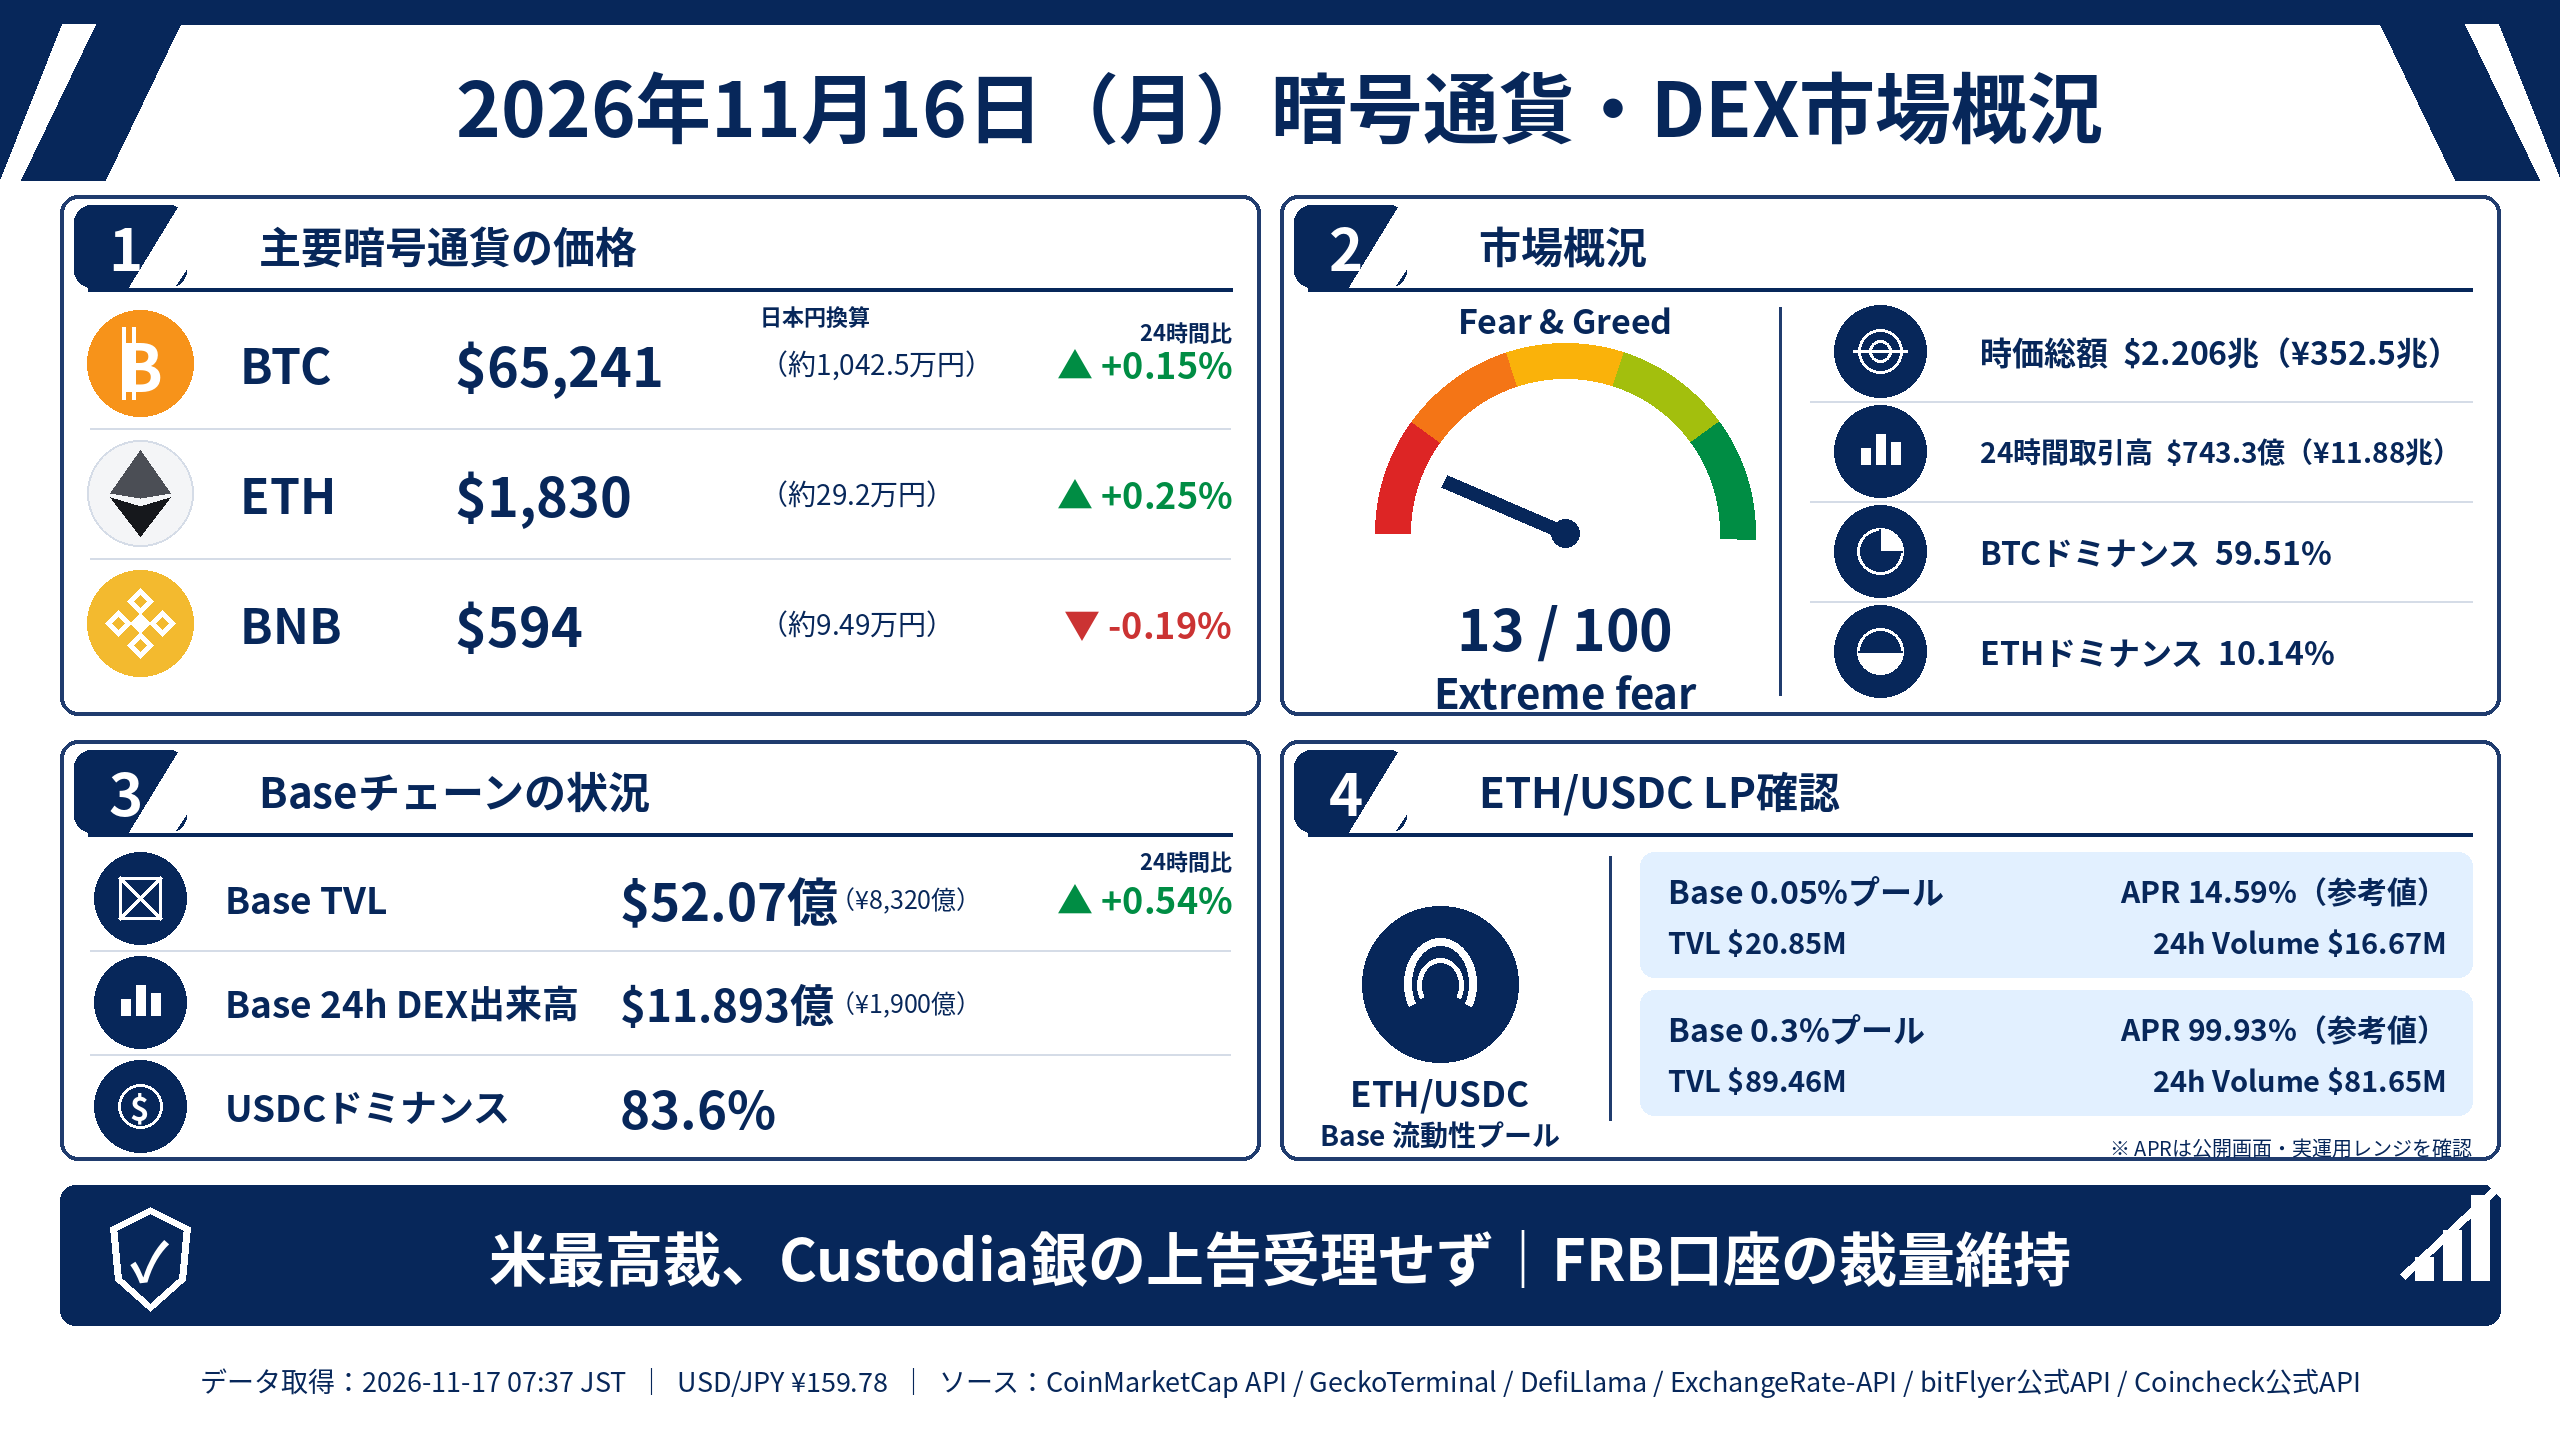 2026年11月16日（月）暗号通貨・DEX市場概況
1 主要暗号通貨の価格
日本円換算
24時間比
BTC $65,241 （約1,042.5万円） ▲ +0.15%
ETH $1,830 （約29.2万円） ▲ +0.25%
BNB $594 （約9.49万円） ▼ -0.19%
2 市場概況
Fear & Greed
13 / 100
Extreme fear
時価総額 $2.206兆（¥352.5兆）
24時間取引高 $743.3億（¥11.88兆）
BTCドミナンス 59.51%
ETHドミナンス 10.14%
3 Baseチェーンの状況
24時間比
Base TVL $52.07億（¥8,320億） ▲ +0.54%
Base 24h DEX出来高 $11.893億（¥1,900億）
$ USDCドミナンス 83.6%
4 ETH/USDC LP確認
ETH/USDC
Base 流動性プール
Base 0.05%プール APR 14.59%（参考値）
TVL $20.85M 24h Volume $16.67M
Base 0.3%プール APR 99.93%（参考値）
TVL $89.46M 24h Volume $81.65M
※ APRは公開画面・実運用レンジを確認
米最高裁、Custodia銀の上告受理せず｜FRB口座の裁量維持
データ取得：2026-11-17 07:37 JST ｜ USD/JPY ¥159.78 ｜ ソース：CoinMarketCap API / GeckoTerminal / DefiLlama / ExchangeRate-API / bitFlyer公式API / Coincheck公式API